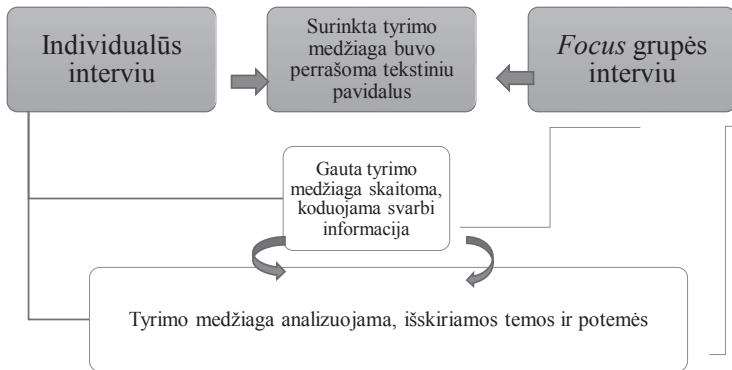 Individualūs
interviu
Surinkta tyrimo
medžiaga buvo
perrašoma tekstiniu
pavidalus
Focus grupės
interviu
Gauta tyrimo
medžiaga skaitoma,
koduojama svarbi
informacija
Tyrimo medžiaga analizuojama, išskiriamos temos ir potemės